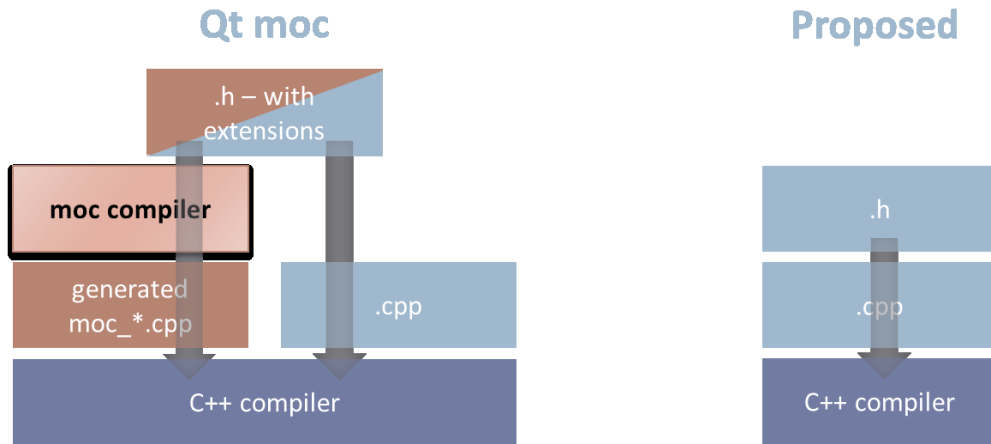 Qt moc
Proposed
.h – with
extensions
moc compiler
.h
generated
moc_*.cpp
.cpp
.cpp
C++ compiler
C++ compiler